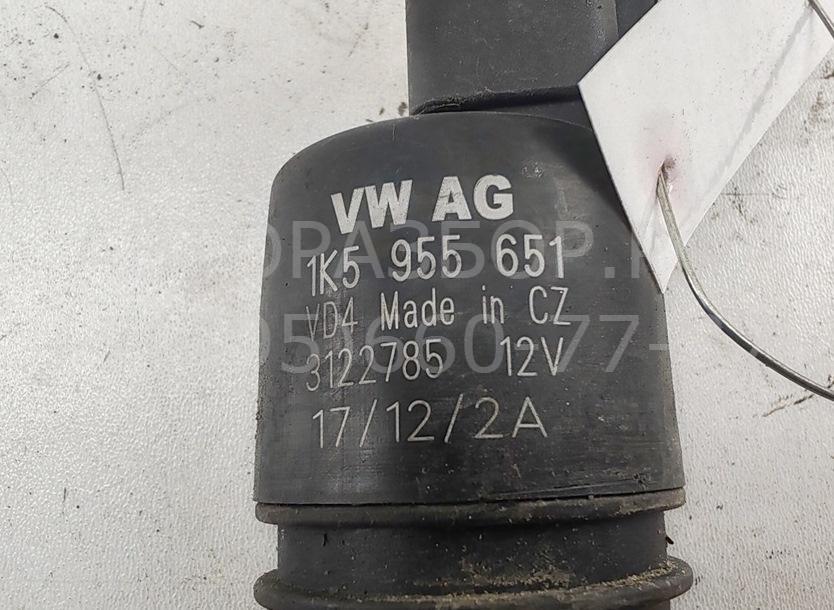 VW AG
1K5 955 651
VD4 Made in CZ
3122785 12V
17/12/2A